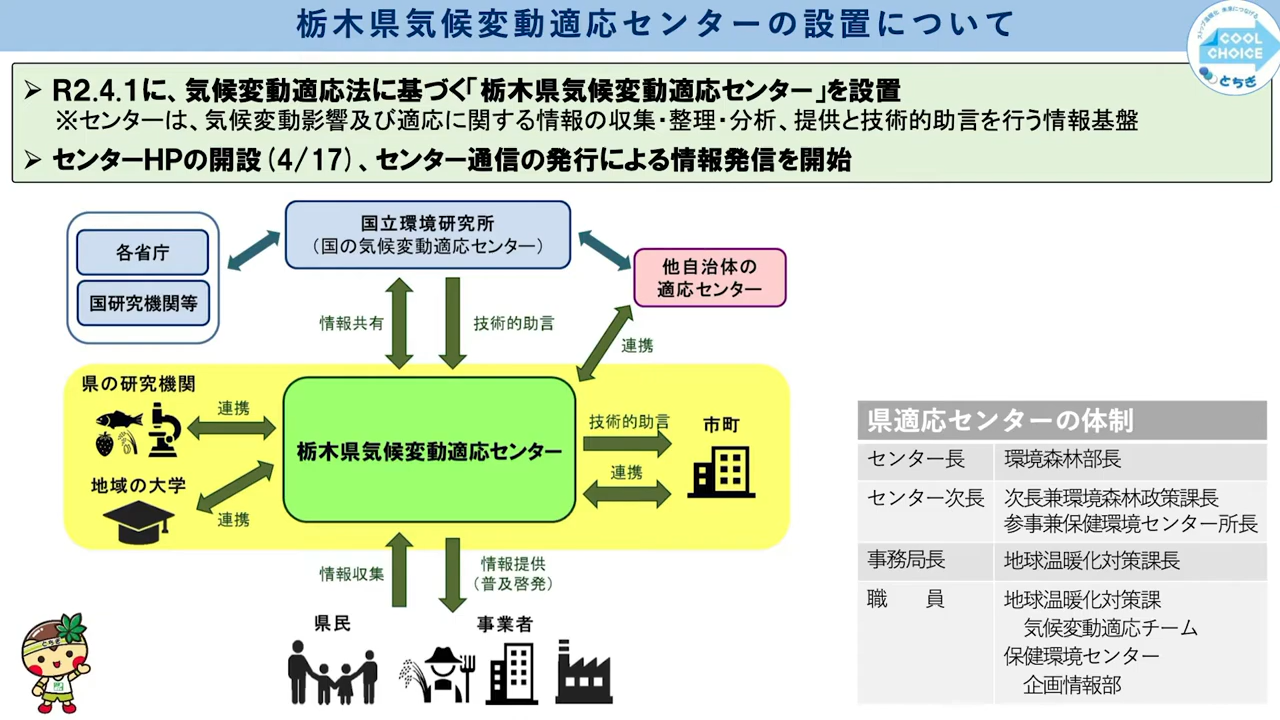 栃木県気候変動適応センターの設置について
COOL
CHOICE
とちぎ
➢ R2.4.1に、気候変動適応法に基づく「栃木県気候変動適応センター」を設置
※センターは、気候変動影響及び適応に関する情報の収集・整理・分析、提供と技術的助言を行う情報基盤
➢ センターHPの開設（4/17）、センター通信の発行による情報発信を開始
国立環境研究所
（国の気候変動適応センター）
各省庁
国研究機関等
他自治体の
適応センター
情報共有
技術的助言
連携
県の研究機関
連携
地域の大学
連携
栃木県気候変動適応センター
技術的助言
連携
市町
情報収集
情報提供
（普及啓発）
県民
事業者
とちぎ
県適応センターの体制
センター長 環境森林部長
センター次長 次長兼環境森林政策課長
参事兼保健環境センター所長
事務局長 地球温暖化対策課長
職　員 地球温暖化対策課
気候変動適応チーム
保健環境センター
企画情報部